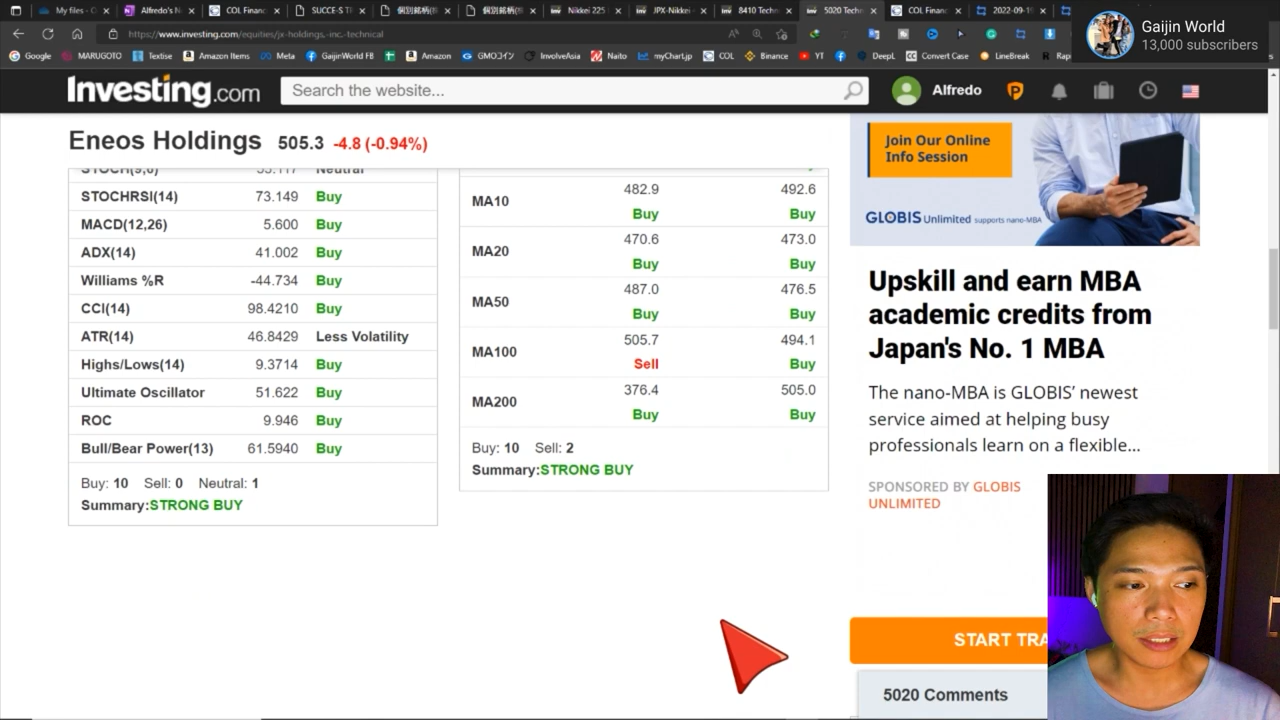 My files - O
Alfredo's N
COL Financ
SUCCE-S T
個別銘柄(
個別銘柄(
Nikkei 225
JPX-Nikkei
8410 Techn
5020 Techn
COL Financ
2022-09-15
https://www.investing.com/equities/jx-holdings,-inc.-technical
Google MARUGOTO Textise Amazon Items Meta GaijinWorld FB Amazon GMOコイン InvolveAsia Naito myChart.jp COL Binance YT DeepL Convert Case LineBreak Rap
Gaijin World
13,000 subscribers
Investing.com
Search the website...
Alfredo
Eneos Holdings 505.3 -4.8 (-0.94%)
STOCHRSI(14) 73.149 Buy
MACD(12,26) 5.600 Buy
ADX(14) 41.002 Buy
Williams %R -44.734 Buy
CCI(14) 98.4210 Buy
ATR(14) 46.8429 Less Volatility
Highs/Lows(14) 9.3714 Buy
Ultimate Oscillator 51.622 Buy
ROC 9.946 Buy
Bull/Bear Power(13) 61.5940 Buy
Buy: 10 Sell: 0 Neutral: 1
Summary:STRONG BUY
MA10 482.9 492.6
Buy Buy
MA20 470.6 473.0
Buy Buy
MA50 487.0 476.5
Buy Buy
MA100 505.7 494.1
Sell Buy
MA200 376.4 505.0
Buy Buy
Buy: 10 Sell: 2
Summary:STRONG BUY
Join Our Online
Info Session
GLOBIS Unlimited supports nano-MBA
Upskill and earn MBA
academic credits from
Japan's No. 1 MBA
The nano-MBA is GLOBIS' newest
service aimed at helping busy
professionals learn on a flexible...
SPONSORED BY GLOBIS
UNLIMITED
START TRA
5020 Comments